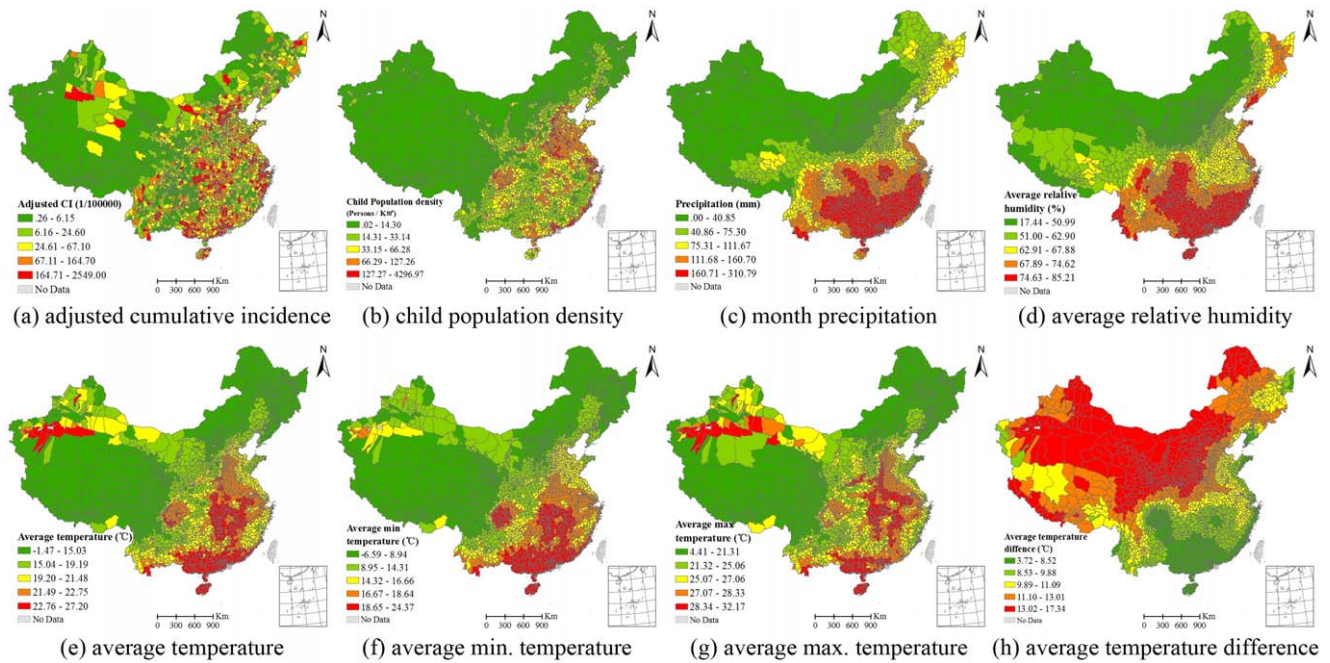 N
Adjusted CI (1/100000)
.26 - 6.15
6.16 - 24.60
24.61 - 67.10
67.11 - 164.70
164.71 - 2549.00
No Data
Km
0 300 600 900
(a) adjusted cumulative incidence
N
Child Population density
(Persons / Km²)
.02 - 14.30
14.31 - 33.14
33.15 - 66.28
66.29 - 127.26
127.27 - 4296.97
No Data
Km
0 300 600 900
(b) child population density
N
Precipitation (mm)
.00 - 40.85
40.86 - 75.30
75.31 - 111.67
111.68 - 160.70
160.71 - 310.79
No Data
Km
0 300 600 900
(c) month precipitation
N
Average relative
humidity (%)
17.44 - 50.99
51.00 - 62.90
62.91 - 67.88
67.89 - 74.62
74.63 - 85.21
No Data
Km
0 300 600 900
(d) average relative humidity
N
Average temperature (℃)
-1.47 - 15.03
15.04 - 19.19
19.20 - 21.48
21.49 - 22.75
22.76 - 27.20
No Data
Km
0 300 600 900
(e) average temperature
N
Average min
temperature (℃)
-6.59 - 8.94
8.95 - 14.31
14.32 - 16.66
16.67 - 18.64
18.65 - 24.37
No Data
Km
0 300 600 900
(f) average min. temperature
N
Average max
temperature (℃)
4.41 - 21.31
21.32 - 25.06
25.07 - 27.06
27.07 - 28.33
28.34 - 32.17
No Data
Km
0 300 600 900
(g) average max. temperature
N
Average temperature
diffence (℃)
3.72 - 8.52
8.53 - 9.88
9.89 - 11.09
11.10 - 13.01
13.02 - 17.34
No Data
Km
0 300 600 900
(h) average temperature difference